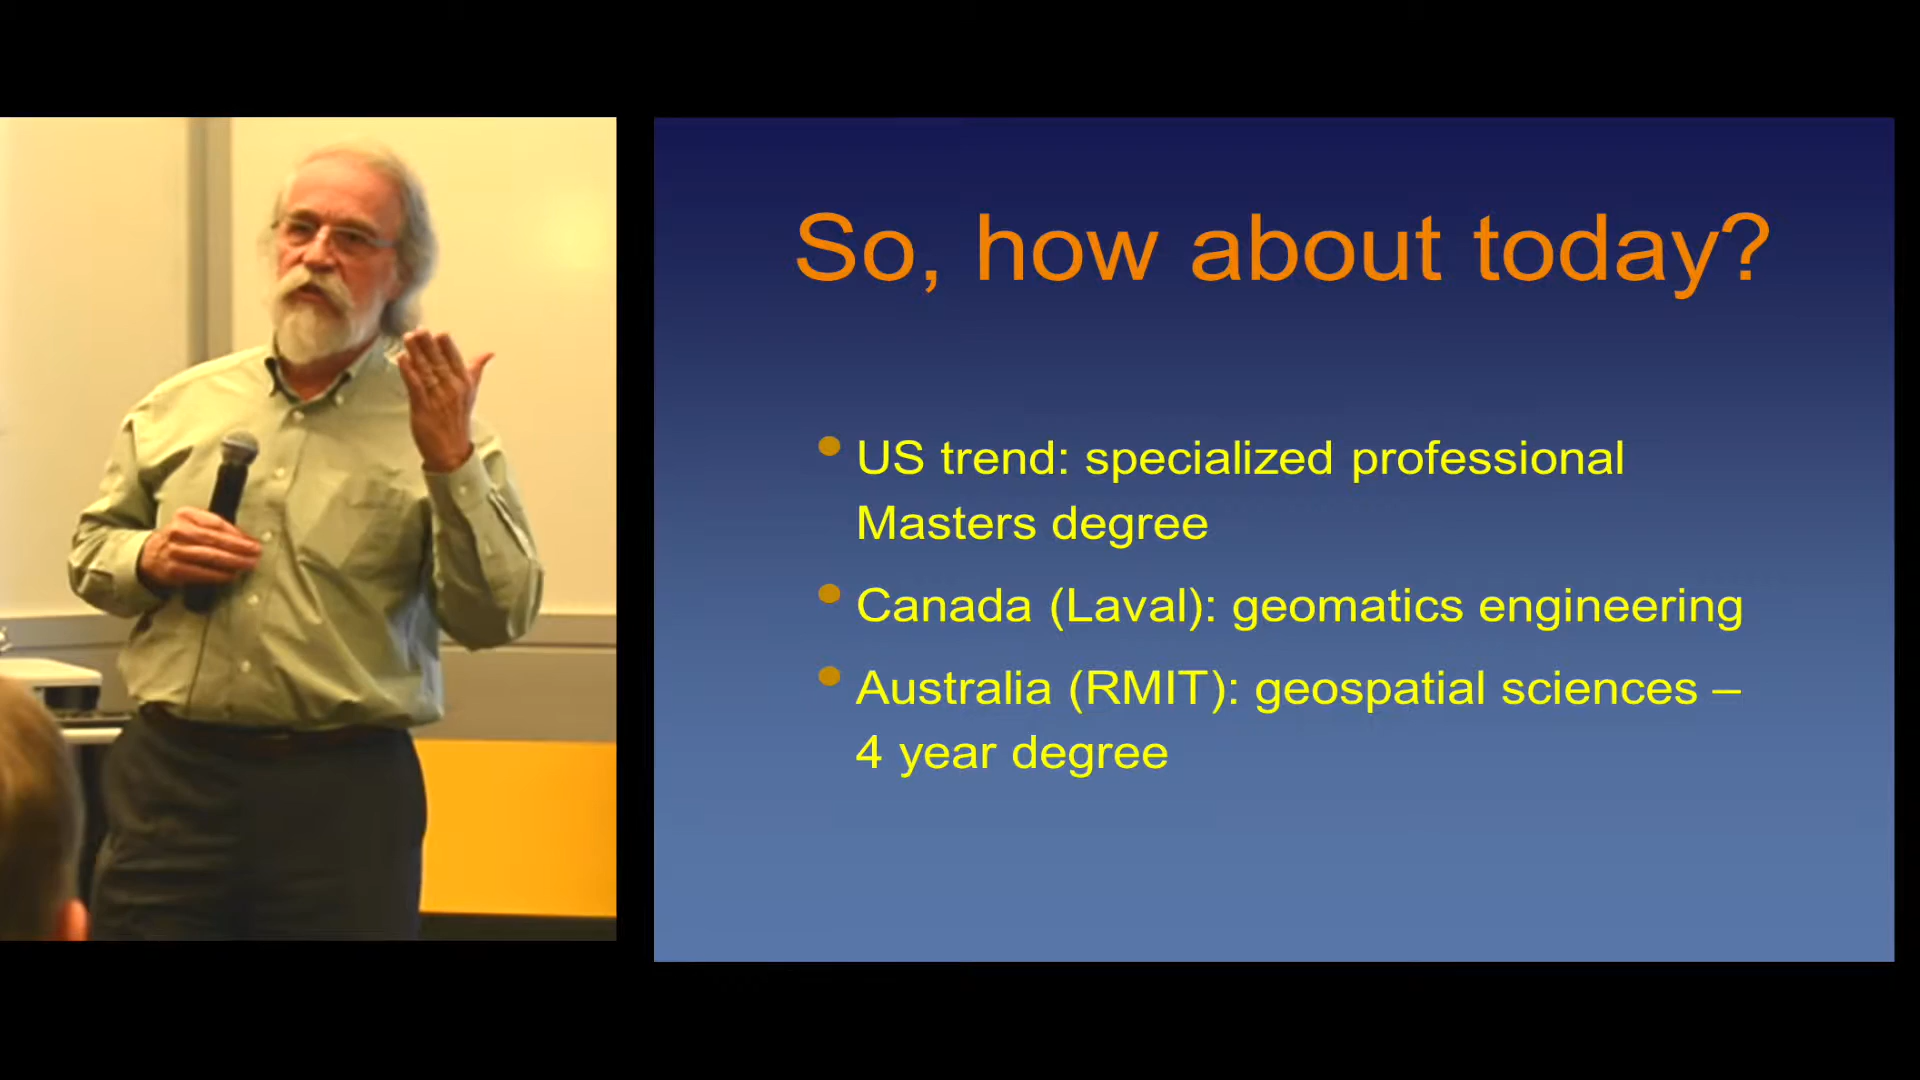 So, how about today?
US trend: specialized professional
Masters degree
Canada (Laval): geomatics engineering
Australia (RMIT): geospatial sciences –
4 year degree